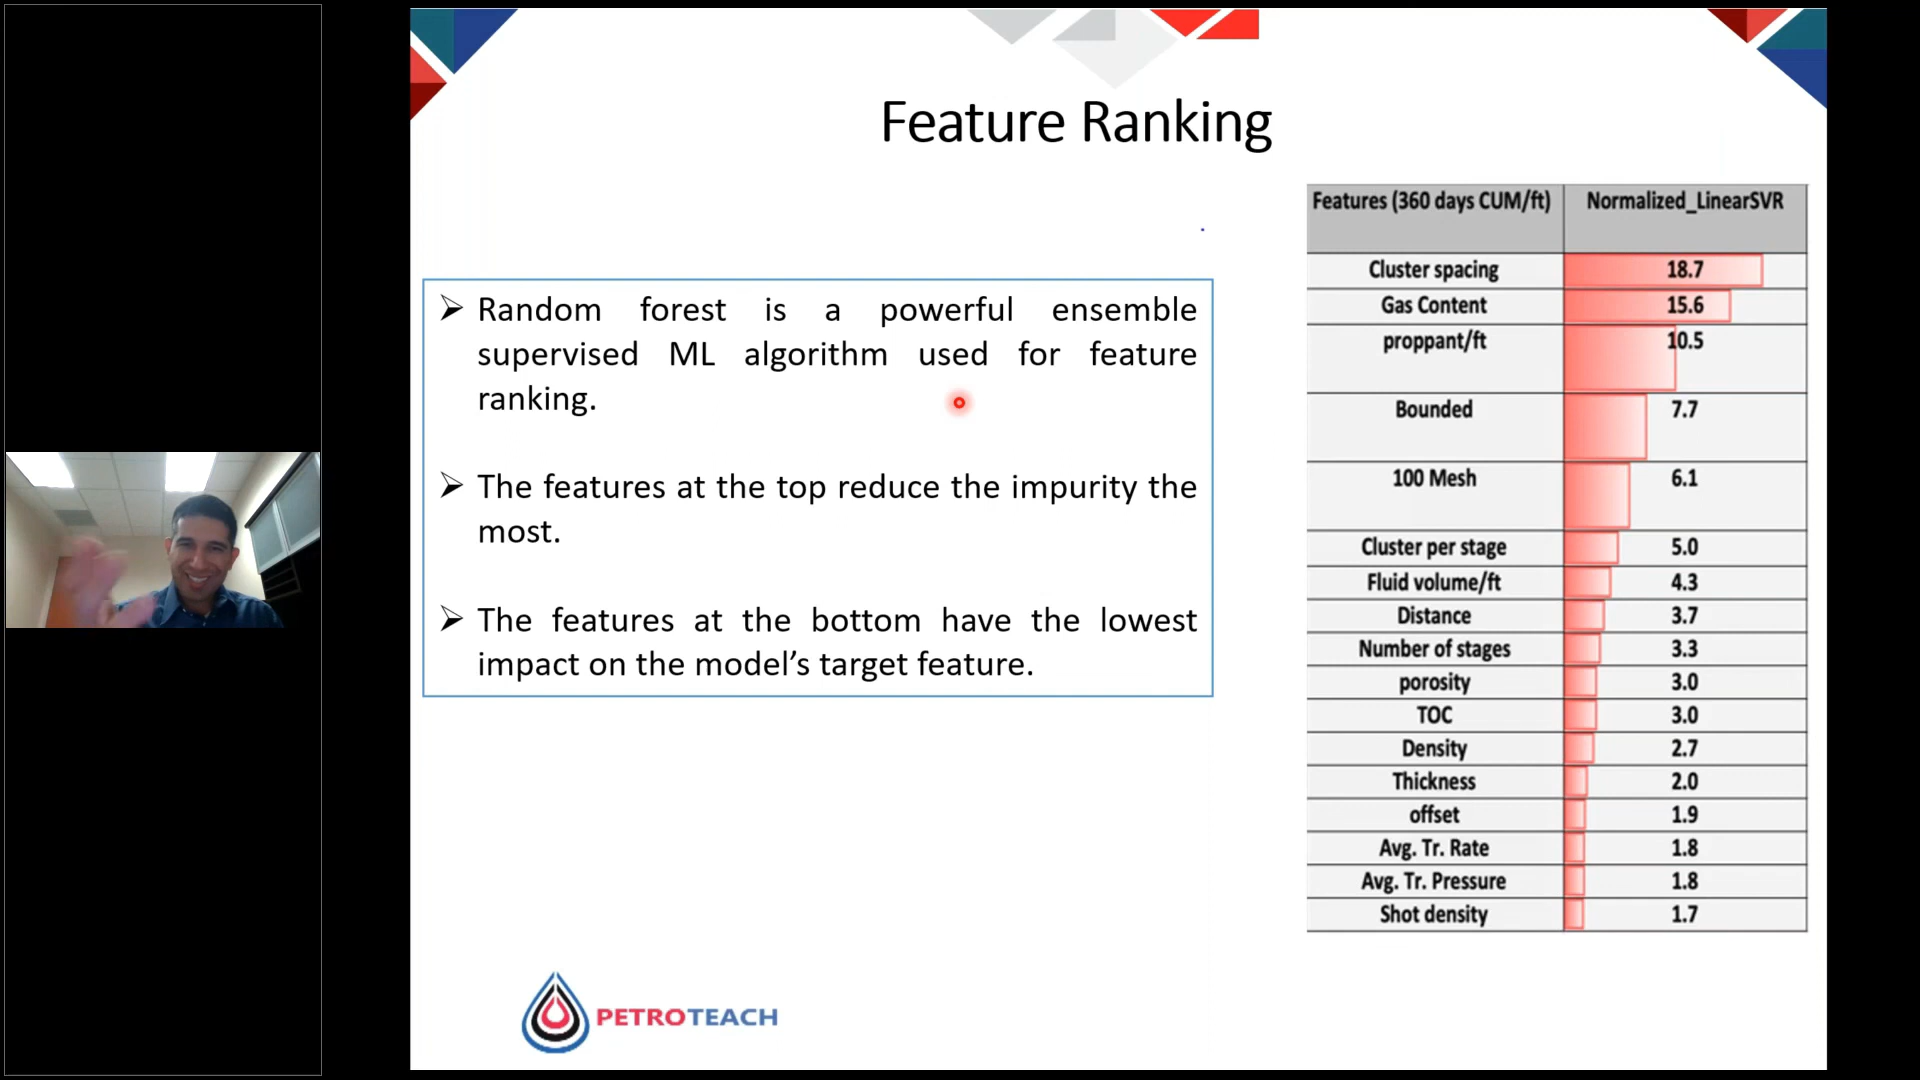 Feature Ranking
Random forest is a powerful ensemble
supervised ML algorithm used for feature
ranking.
The features at the top reduce the impurity the
most.
The features at the bottom have the lowest
impact on the model’s target feature.
Features (360 days CUM/ft) Normalized_LinearSVR
Cluster spacing 18.7
Gas Content 15.6
proppant/ft 10.5
Bounded 7.7
100 Mesh 6.1
Cluster per stage 5.0
Fluid volume/ft 4.3
Distance 3.7
Number of stages 3.3
porosity 3.0
TOC 3.0
Density 2.7
Thickness 2.0
offset 1.9
Avg. Tr. Rate 1.8
Avg. Tr. Pressure 1.8
Shot density 1.7
PETROTEACH